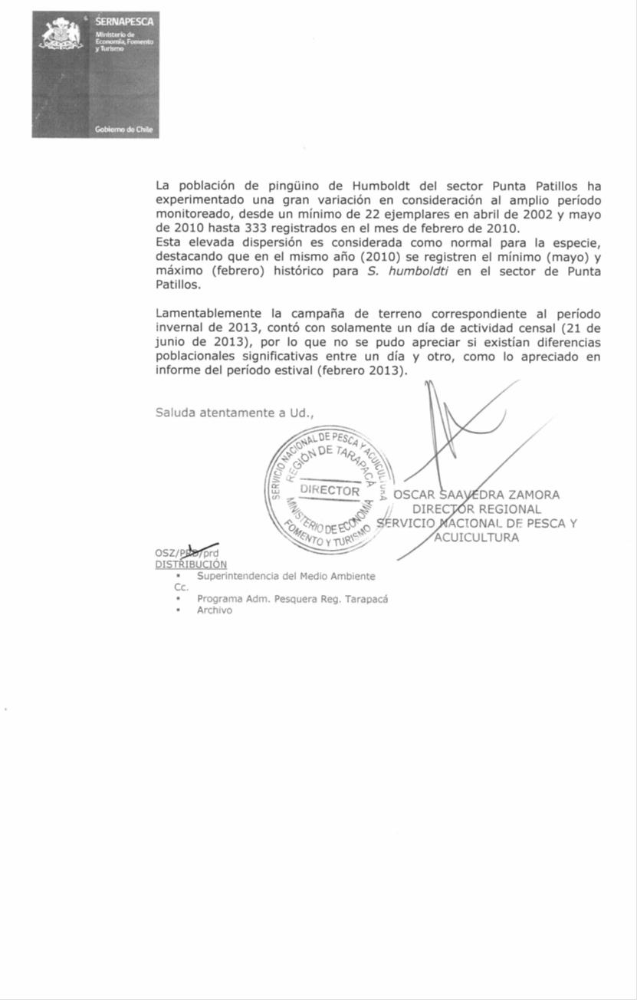 SERNAPESCA
Ministerio de
Economía, Fomento
y Turismo
Gobierno de Chile
La población de pingüino de Humboldt del sector Punta Patillos ha
experimentado una gran variación en consideración al amplio período
monitoreado, desde un mínimo de 22 ejemplares en abril de 2002 y mayo
de 2010 hasta 333 registrados en el mes de febrero de 2010.
Esta elevada dispersión es considerada como normal para la especie,
destacando que en el mismo año (2010) se registren el mínimo (mayo) y
máximo (febrero) histórico para S. humboldti en el sector de Punta
Patillos.
Lamentablemente la campaña de terreno correspondiente al período
invernal de 2013, contó con solamente un día de actividad censal (21 de
junio de 2013), por lo que no se pudo apreciar si existían diferencias
poblacionales significativas entre un día y otro, como lo apreciado en
informe del período estival (febrero 2013).
Saluda atentamente a Ud.,
SERVICIO NACIONAL DE PESCA Y ACUICULTURA
REGIÓN DE TARAPACÁ
DIRECTOR
MINISTERIO DE ECONOMIA
FOMENTO Y TURISMO
OSCAR SAAVEDRA ZAMORA
DIRECTOR REGIONAL
SERVICIO NACIONAL DE PESCA Y
ACUICULTURA
OSZ/PRD/prd
DISTRIBUCIÓN
▪ Superintendencia del Medio Ambiente
Cc.
▪ Programa Adm. Pesquera Reg. Tarapacá
▪ Archivo